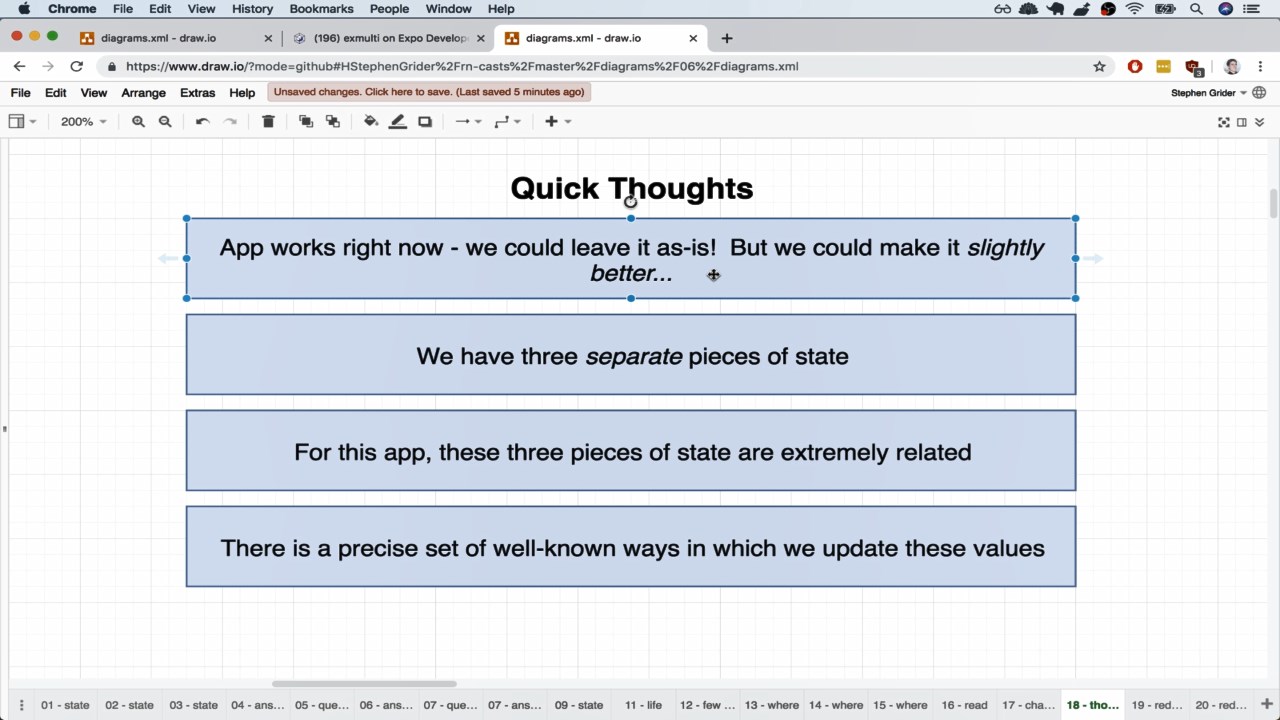 Chrome File Edit View History Bookmarks People Window Help
diagrams.xml - draw.io
(196) exmulti on Expo Develop
diagrams.xml - draw.io
https://www.draw.io/?mode=github#HStephenGrider%2Frn-casts%2Fmaster%2Fdiagrams%2F06%2Fdiagrams.xml
3
File Edit View Arrange Extras Help
Unsaved changes. Click here to save. (Last saved 5 minutes ago)
Stephen Grider
200%
Quick Thoughts
App works right now - we could leave it as-is! But we could make it slightly
better...
We have three separate pieces of state
For this app, these three pieces of state are extremely related
There is a precise set of well-known ways in which we update these values
01 - state 02 - state 03 - state 04 - ans... 05 - que... 06 - ans... 07 - que... 07 - ans... 09 - state 11 - life 12 - few ... 13 - where 14 - where 15 - where 16 - read 17 - cha... 18 - tho... 19 - red... 20 - red...